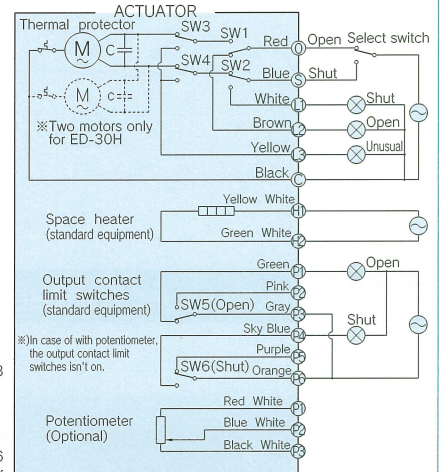 ACTUATOR
Thermal protector
SW3
SW1
Red O Open Select switch
M C
SW4
SW2
Blue S Shut
M C
White L1 Shut
Brown L2 Open
※Two motors only
for ED-30H
Yellow L3 Unusual
Black C
Yellow White H1
Space heater
(standard equipment)
Green White H2
Green P1 Open
Output contact
limit switches
(standard equipment)
Pink P2
SW5(Open) Gray P3
Sky Blue P4 Shut
※)In case of with potentiometer,
the output contact limit
switches isn't on.
Purple P5
SW6(Shut) Orange P6
Red White P1
Potentiometer
(Optional)
Blue White P2
Black White P3